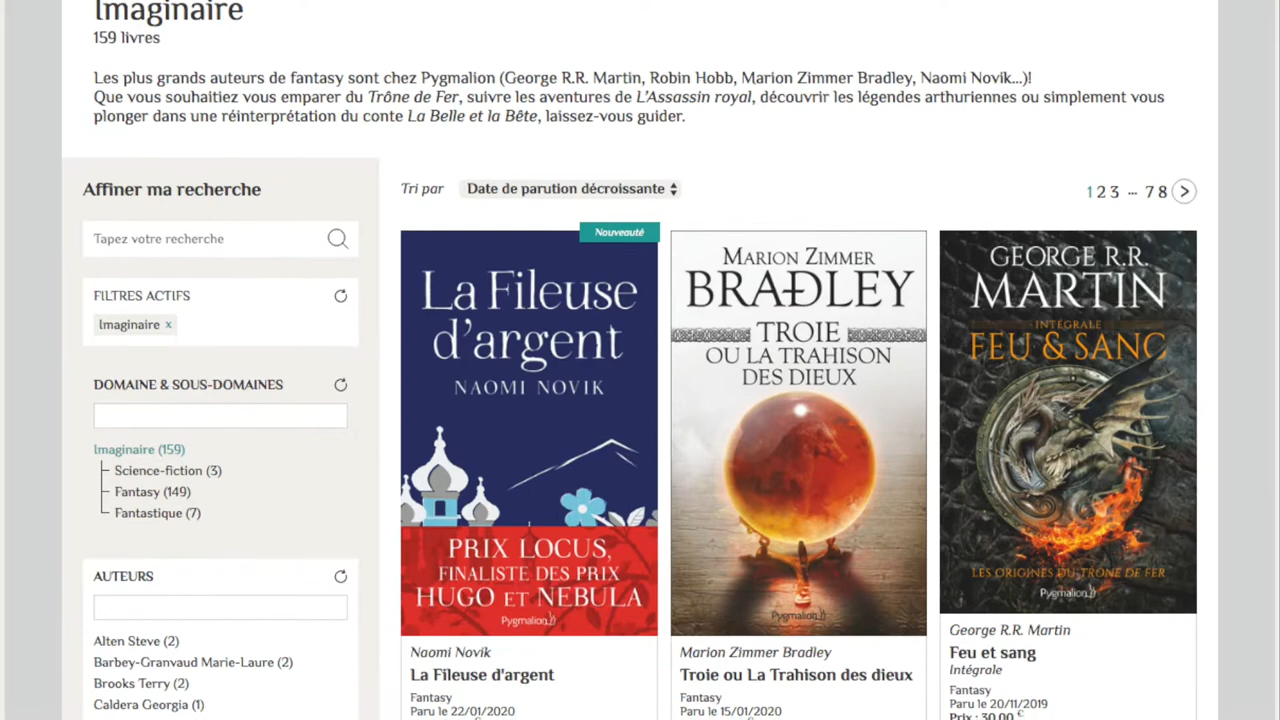 Imaginaire
159 livres
Les plus grands auteurs de fantasy sont chez Pygmalion (George R.R. Martin, Robin Hobb, Marion Zimmer Bradley, Naomi Novik...)!
Que vous souhaitiez vous emparer du Trône de Fer, suivre les aventures de L'Assassin royal, découvrir les légendes arthuriennes ou simplement vous
plonger dans une réinterprétation du conte La Belle et la Bête, laissez-vous guider.
Affiner ma recherche
Tapez votre recherche
FILTRES ACTIFS
Imaginaire x
DOMAINE & SOUS-DOMAINES
Imaginaire (159)
Science-fiction (3)
Fantasy (149)
Fantastique (7)
AUTEURS
Alten Steve (2)
Barbey-Granvaud Marie-Laure (2)
Brooks Terry (2)
Caldera Georgia (1)
Tri par Date de parution décroissante
1 2 3 ... 7 8 >
Nouveauté
La Fileuse
d'argent
NAOMI NOVIK
PRIX LOCUS,
FINALISTE DES PRIX
HUGO ET NEBULA
Pygmalion
Naomi Novik
La Fileuse d'argent
Fantasy
Paru le 22/01/2020
MARION ZIMMER
BRADLEY
TROIE
OU LA TRAHISON
DES DIEUX
Pygmalion
Marion Zimmer Bradley
Troie ou La Trahison des dieux
Fantasy
Paru le 15/01/2020
GEORGE R.R.
MARTIN
INTÉGRALE
FEU & SANG
LES ORIGINES DU TRÔNE DE FER
Pygmalion
George R.R. Martin
Feu et sang
Intégrale
Fantasy
Paru le 20/11/2019
Prix : 30,00 €